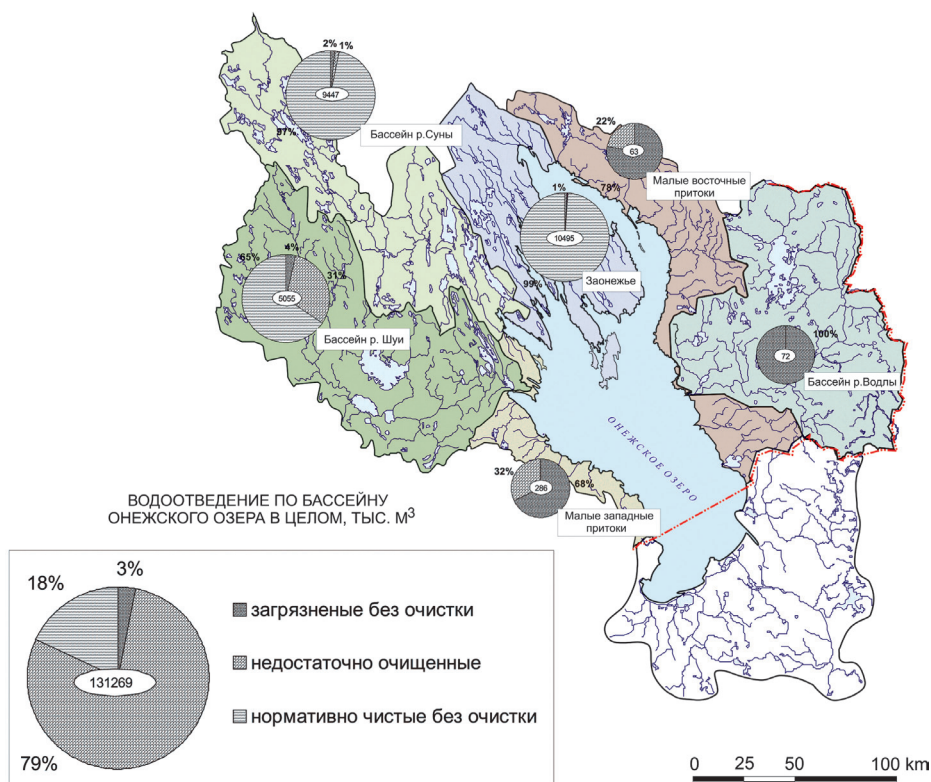 2%
1%
9447
97%
Бассейн р.Суны
22%
63
78%
Малые восточные
притоки
1%
10495
99%
Заонежье
65%
4%
31%
5055
Бассейн р. Шуи
100%
72
Бассейн р.Водлы
ОНЕЖСКОЕ ОЗЕРО
32%
286
68%
Малые западные
притоки
ВОДООТВЕДЕНИЕ ПО БАССЕЙНУ
ОНЕЖСКОГО ОЗЕРА В ЦЕЛОМ, ТЫС. М³
18%
3%
131269
79%
загрязненые без очистки
недостаточно очищенные
нормативно чистые без очистки
0 25 50 100 km